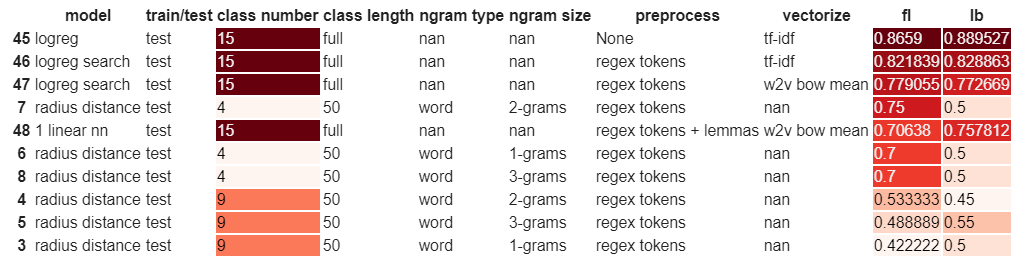 model train/test class number class length ngram type ngram size preprocess vectorize fl lb
45 logreg test 15 full nan nan None tf-idf 0.8659 0.889527
46 logreg search test 15 full nan nan regex tokens tf-idf 0.821839 0.828863
47 logreg search test 15 full nan nan regex tokens w2v bow mean 0.779055 0.772669
7 radius distance test 4 50 word 2-grams regex tokens nan 0.75 0.5
48 1 linear nn test 15 full nan nan regex tokens + lemmas w2v bow mean 0.70638 0.757812
6 radius distance test 4 50 word 1-grams regex tokens nan 0.7 0.5
8 radius distance test 4 50 word 3-grams regex tokens nan 0.7 0.5
4 radius distance test 9 50 word 2-grams regex tokens nan 0.533333 0.45
5 radius distance test 9 50 word 3-grams regex tokens nan 0.488889 0.55
3 radius distance test 9 50 word 1-grams regex tokens nan 0.422222 0.5